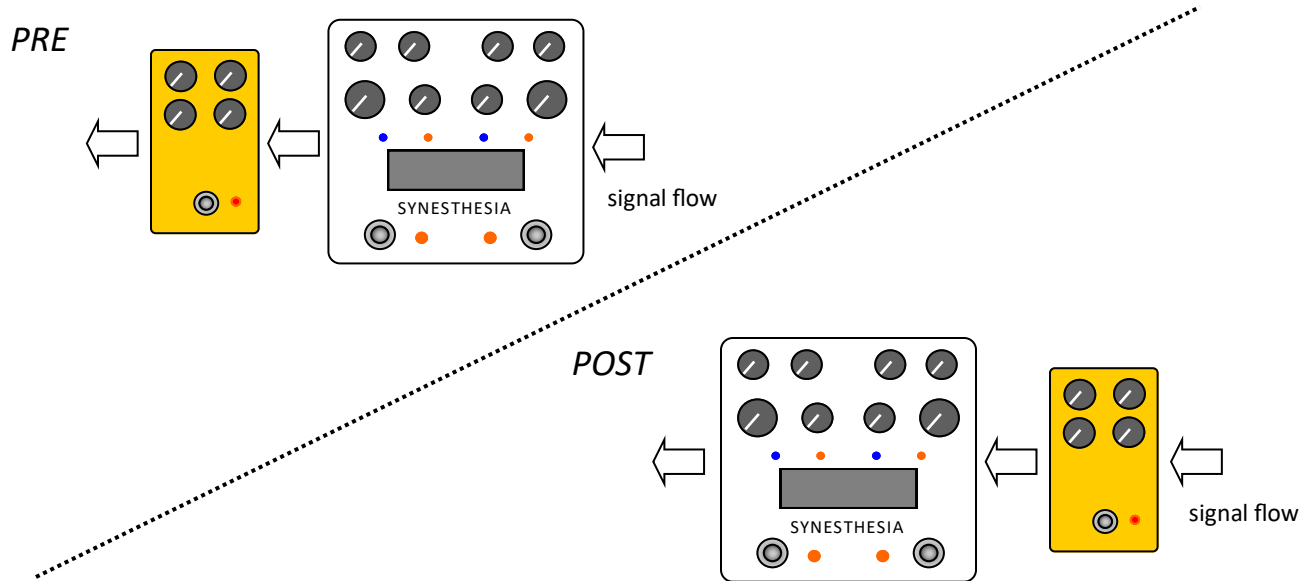 PRE
SYNESTHESIA
signal flow
POST
SYNESTHESIA
signal flow